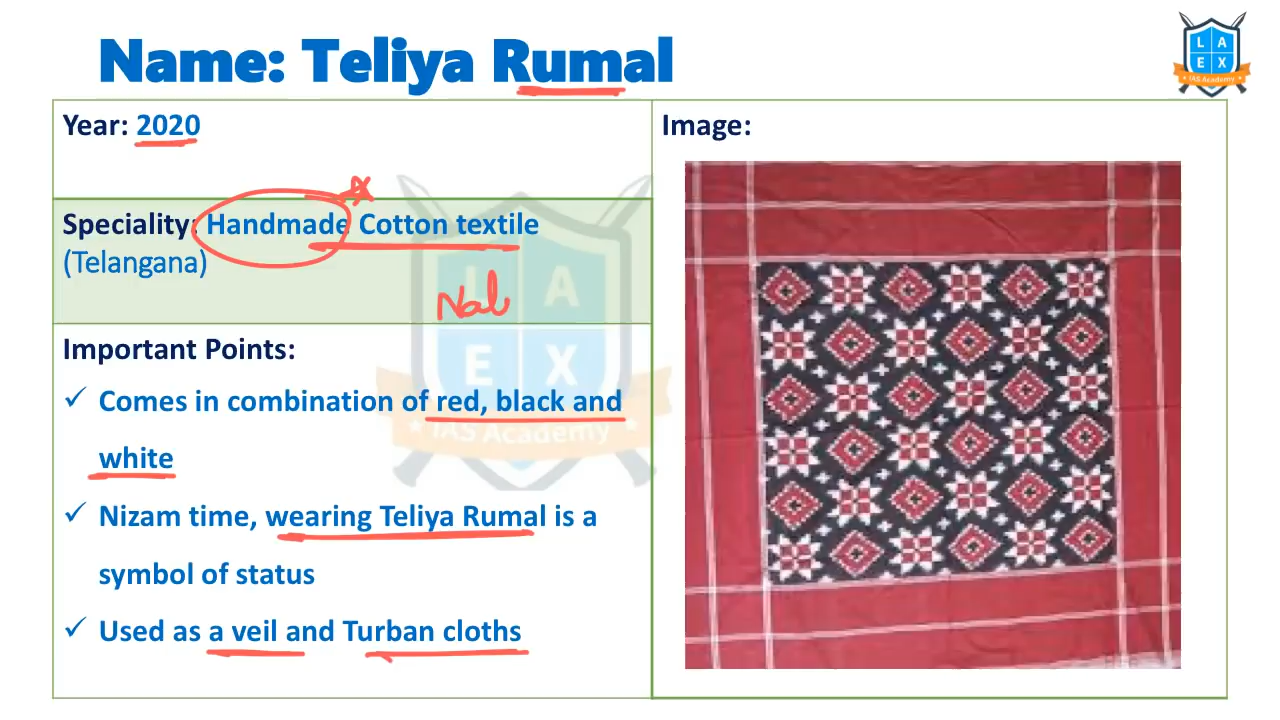 Name: Teliya Rumal
L A
E X
IAS Academy
Year: 2020
Image:
Speciality: Handmade Cotton textile
(Telangana)
L A
Nal
Important Points:
E X
✓ Comes in combination of red, black and
IAS Academy
white
✓ Nizam time, wearing Teliya Rumal is a
symbol of status
✓ Used as a veil and Turban cloths